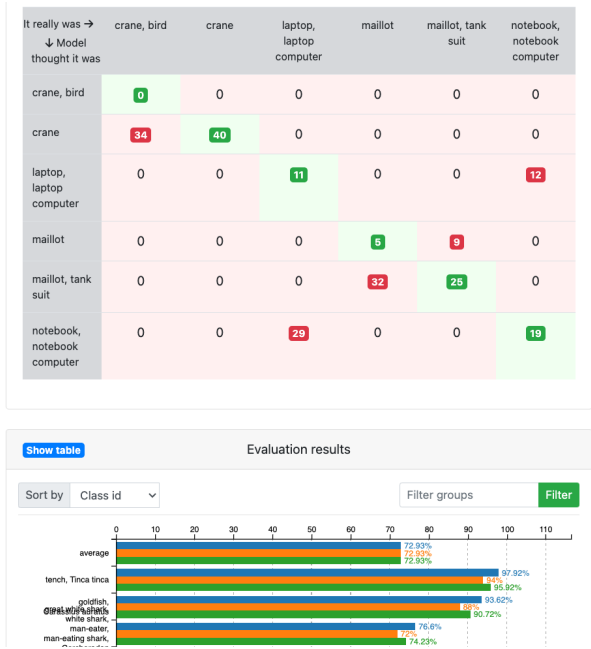 It really was → crane, bird crane laptop, laptop computer maillot maillot, tank suit notebook, notebook computer
↓ Model thought it was
crane, bird 0 0 0 0 0 0
crane 34 40 0 0 0 0
laptop, laptop computer 0 0 11 0 0 12
maillot 0 0 0 5 9 0
maillot, tank suit 0 0 0 32 25 0
notebook, notebook computer 0 0 29 0 0 19
Show table Evaluation results
Sort by Class id Filter groups Filter
0 10 20 30 40 50 60 70 80 90 100 110
average 72.93%
72.93%
72.93%
tench, Tinca tinca 97.92%
94%
95.92%
goldfish, 93.62%
Carassius auratus 88%
great white shark, 90.72%
white shark,
man-eater, 76.6%
man-eating shark, 72%
74.23%